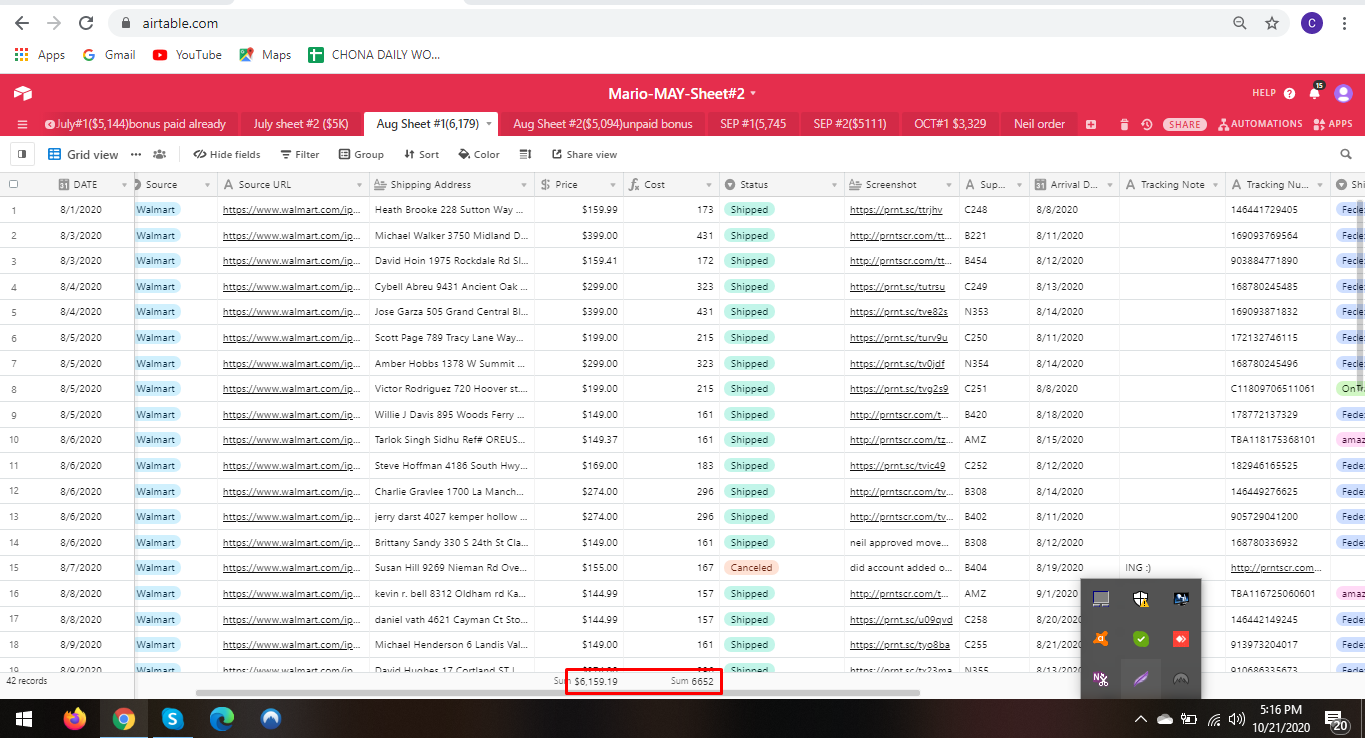 airtable.com
C
Apps Gmail YouTube Maps CHONA DAILY WO...
Mario-MAY-Sheet#2
HELP 15
July#1($5,144)bonus paid already July sheet #2 ($5K) Aug Sheet #1(6,179) Aug Sheet #2($5,094)unpaid bonus SEP #1(5,745 SEP #2($5111) OCT#1 $3,329 Neil order SHARE AUTOMATIONS APPS
Grid view Hide fields Filter Group Sort Color Share view
DATE Source Source URL Shipping Address Price Cost Status Screenshot Sup... Arrival D... Tracking Note Tracking Nu... Shi
1 8/1/2020 Walmart https://www.walmart.com/ip... Heath Brooke 228 Sutton Way ... $159.99 173 Shipped https://prnt.sc/ttrjhv C248 8/8/2020 146441729405 Fede
2 8/3/2020 Walmart https://www.walmart.com/ip... Michael Walker 3750 Midland D... $399.00 431 Shipped http://prntscr.com/tt... B221 8/11/2020 169093769564 Fede
3 8/3/2020 Walmart https://www.walmart.com/ip... David Hoin 1975 Rockdale Rd Sl... $159.41 172 Shipped http://prntscr.com/tt... B454 8/12/2020 903884771890 Fede
4 8/4/2020 Walmart https://www.walmart.com/ip... Cybell Abreu 9431 Ancient Oak ... $299.00 323 Shipped https://prnt.sc/tutrsu C249 8/13/2020 168780245485 Fede
5 8/4/2020 Walmart https://www.walmart.com/ip... Jose Garza 505 Grand Central Bl... $399.00 431 Shipped https://prnt.sc/tve82s N353 8/14/2020 169093871832 Fede
6 8/5/2020 Walmart https://www.walmart.com/ip... Scott Page 789 Tracy Lane Way... $199.00 215 Shipped https://prnt.sc/turv9u C250 8/11/2020 172132746115 Fede
7 8/5/2020 Walmart https://www.walmart.com/ip... Amber Hobbs 1378 W Summit ... $299.00 323 Shipped https://prnt.sc/tv0jdf N354 8/14/2020 168780245496 Fede
8 8/5/2020 Walmart https://www.walmart.com/ip... Victor Rodriguez 720 Hoover st.... $199.00 215 Shipped https://prnt.sc/tvg2s9 C251 8/8/2020 C11809706511061 OnTr
9 8/5/2020 Walmart https://www.walmart.com/ip... Willie J Davis 895 Woods Ferry ... $149.00 161 Shipped http://prntscr.com/t... B420 8/18/2020 178772137329 Fede
10 8/6/2020 Walmart https://www.walmart.com/ip... Tarlok Singh Sidhu Ref# OREUS... $149.37 161 Shipped http://prntscr.com/tz... AMZ 8/15/2020 TBA118175368101 amaz
11 8/6/2020 Walmart https://www.walmart.com/ip... Steve Hoffman 4186 South Hwy... $169.00 183 Shipped https://prnt.sc/tvic49 C252 8/12/2020 182946165525 Fede
12 8/6/2020 Walmart https://www.walmart.com/ip... Charlie Gravlee 1700 La Manch... $274.00 296 Shipped http://prntscr.com/tv... B308 8/14/2020 146449276625 Fede
13 8/6/2020 Walmart https://www.walmart.com/ip... jerry darst 4027 kemper hollow ... $274.00 296 Shipped http://prntscr.com/tv... B402 8/11/2020 905729041200 Fede
14 8/6/2020 Walmart https://www.walmart.com/ip... Brittany Sandy 330 S 24th St Cla... $149.00 161 Shipped neil approved move... B308 8/12/2020 168780336932 Fede
15 8/7/2020 Walmart https://www.walmart.com/ip... Susan Hill 9269 Nieman Rd Ove... $155.00 167 Canceled did account added o... B404 8/19/2020 ING :) http://prntscr.com...
16 8/8/2020 Walmart https://www.walmart.com/ip... kevin r. bell 8312 Oldham rd Ka... $144.99 157 Shipped http://prntscr.com/t... AMZ 9/1/2020 TBA116725060601 amaz
17 8/8/2020 Walmart https://www.walmart.com/ip... daniel vath 4621 Cayman Ct Sto... $144.99 157 Shipped https://prnt.sc/u09qvd C258 8/20/2020 146442149245 Fede
18 8/9/2020 Walmart https://www.walmart.com/ip... Michael Henderson 6 Landis Val... $149.00 161 Shipped https://prnt.sc/tyo8ba C255 8/21/2020 913973204017 Fede
19 8/9/2020 Walmart https://www.walmart.com/ip... David Hughes 17 Cortland ST J... Shipped https://prnt.sc/tx23ma N355 8/13/2020 910686335673 Fede
42 records Sum $6,159.19 Sum 6652
5:16 PM
10/21/2020
20